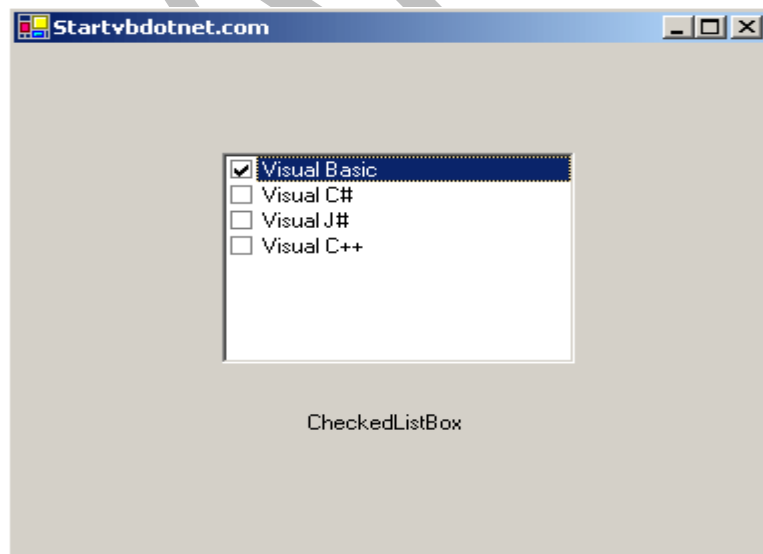 Startvbdotnet.com
Visual Basic
Visual C#
Visual J#
Visual C++
CheckedListBox